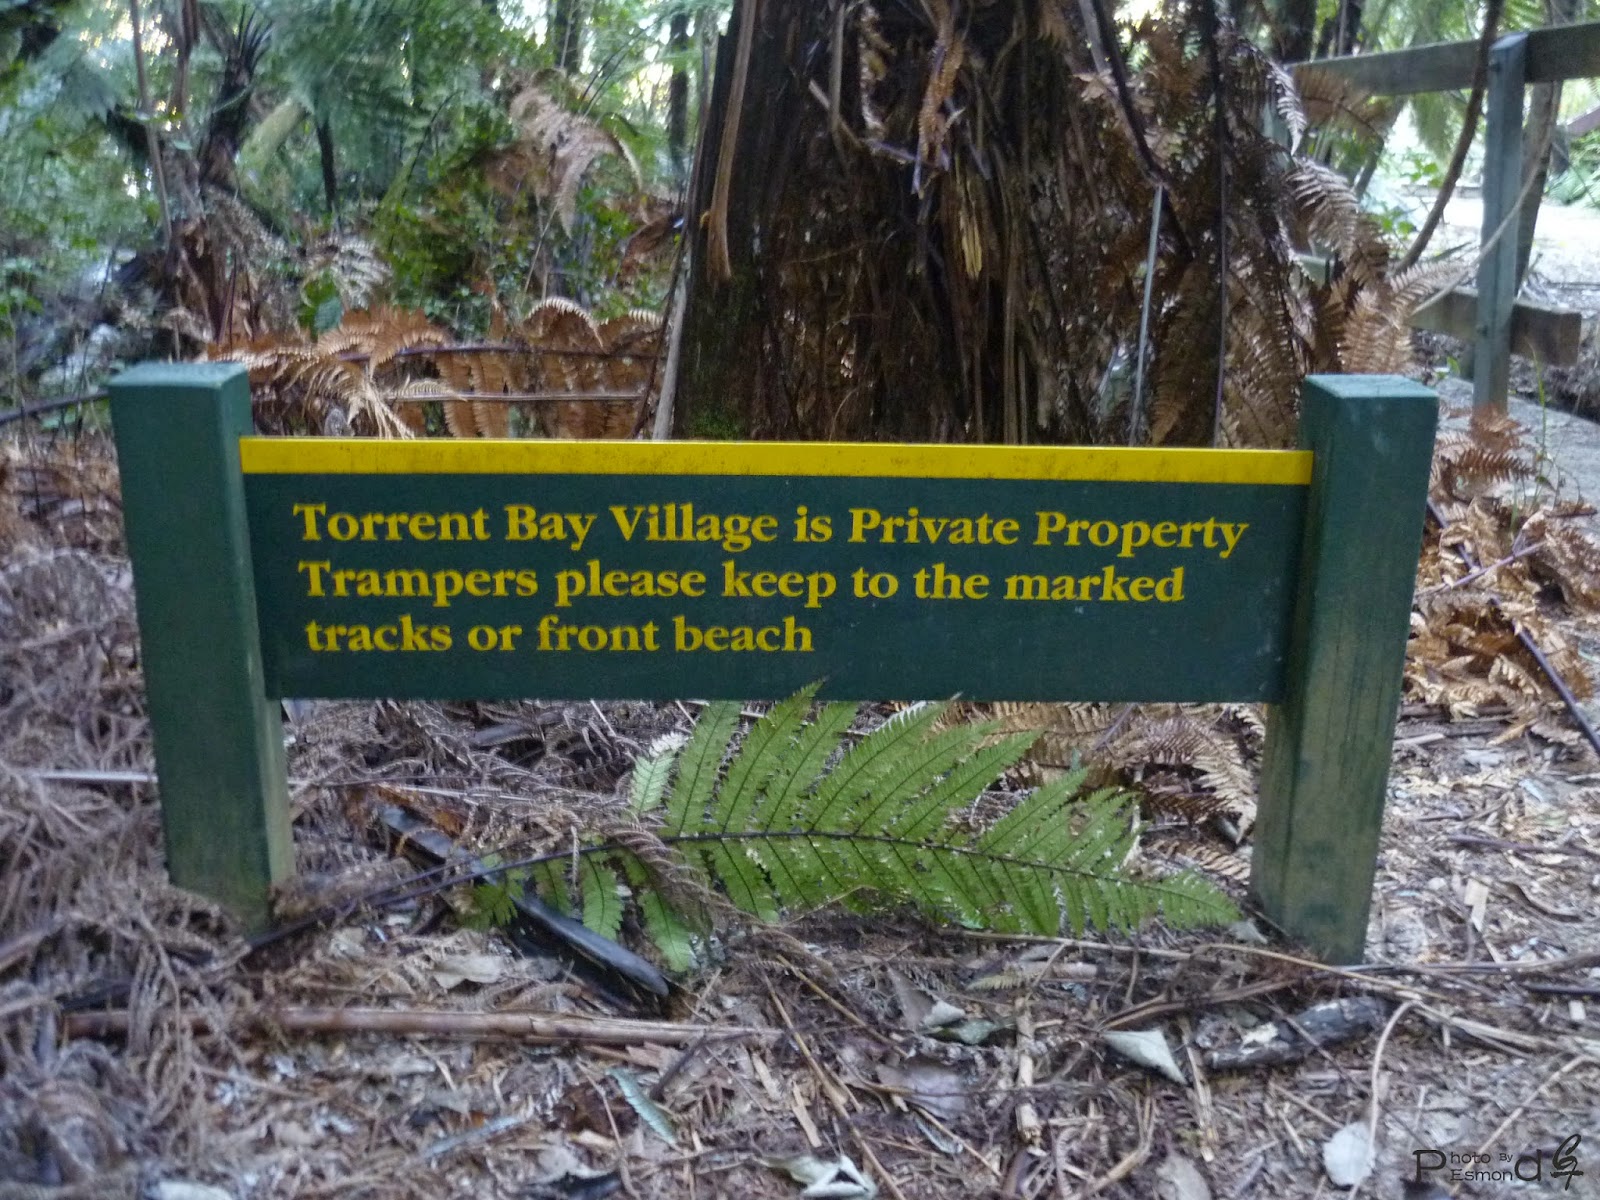 Torrent Bay Village is Private Property
Trampers please keep to the marked
tracks or front beach
Photo By
Esmond